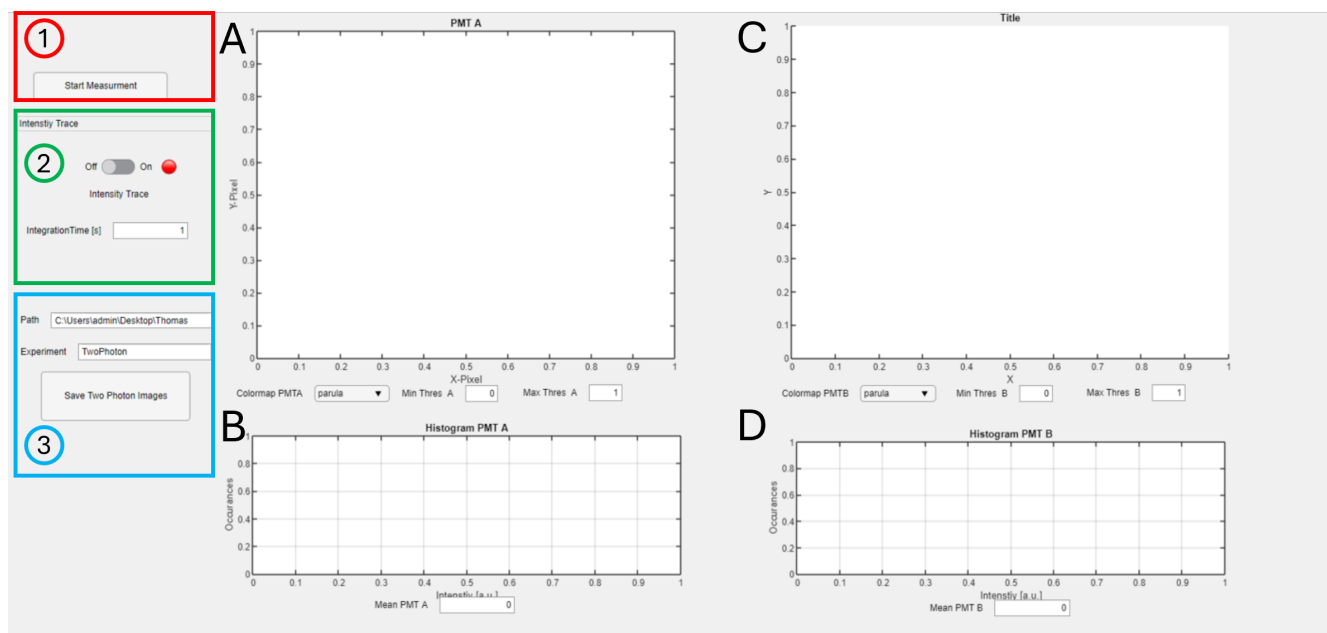 1
Start Measurment
Intenstiy Trace
2
Off On
Intensity Trace
IntegrationTime [s] 1
Path C:\Users\admin\Desktop\Thomas
Experiment TwoPhoton
Save Two Photon Images
3
A
PMT A
1
0.9
0.8
0.7
0.6
0.5
0.4
0.3
0.2
0.1
0
Y-Pixel
0 0.1 0.2 0.3 0.4 0.5 0.6 0.7 0.8 0.9 1
X-Pixel
Colormap PMTA parula Min Thres A 0 Max Thres A 1
B
Histogram PMT A
1
0.8
0.6
0.4
0.2
0
Occurances
0 0.1 0.2 0.3 0.4 0.5 0.6 0.7 0.8 0.9 1
Intenstiy [a.u.]
Mean PMT A 0
C
Title
1
0.9
0.8
0.7
0.6
0.5
0.4
0.3
0.2
0.1
0
Y
0 0.1 0.2 0.3 0.4 0.5 0.6 0.7 0.8 0.9 1
X
Colormap PMTB parula Min Thres B 0 Max Thres B 1
D
Histogram PMT B
1
0.8
0.6
0.4
0.2
0
Occurances
0 0.1 0.2 0.3 0.4 0.5 0.6 0.7 0.8 0.9 1
Intenstiy [a.u.]
Mean PMT B 0